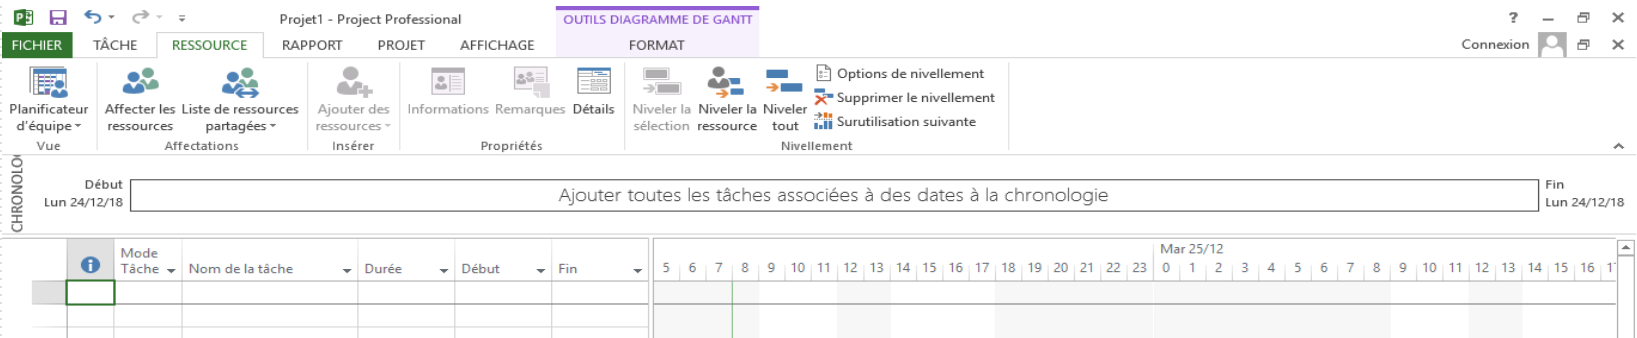 Projet1 - Project Professional
OUTILS DIAGRAMME DE GANTT
?
FICHIER TÂCHE RESSOURCE RAPPORT PROJET AFFICHAGE FORMAT Connexion
Planificateur d'équipe
Affecter les ressources
Liste de ressources partagées
Ajouter des ressources
Informations Remarques Détails
Niveler la sélection
Niveler la ressource
Niveler tout
Options de nivellement
Supprimer le nivellement
Surutilisation suivante
Vue Affectations Insérer Propriétés Nivellement
CHRONOLO
Début
Lun 24/12/18
Ajouter toutes les tâches associées à des dates à la chronologie
Fin
Lun 24/12/18
Mar 25/12
Mode Tâche
Nom de la tâche Durée Début Fin
5 6 7 8 9 10 11 12 13 14 15 16 17 18 19 20 21 22 23 0 1 2 3 4 5 6 7 8 9 10 11 12 13 14 15 16